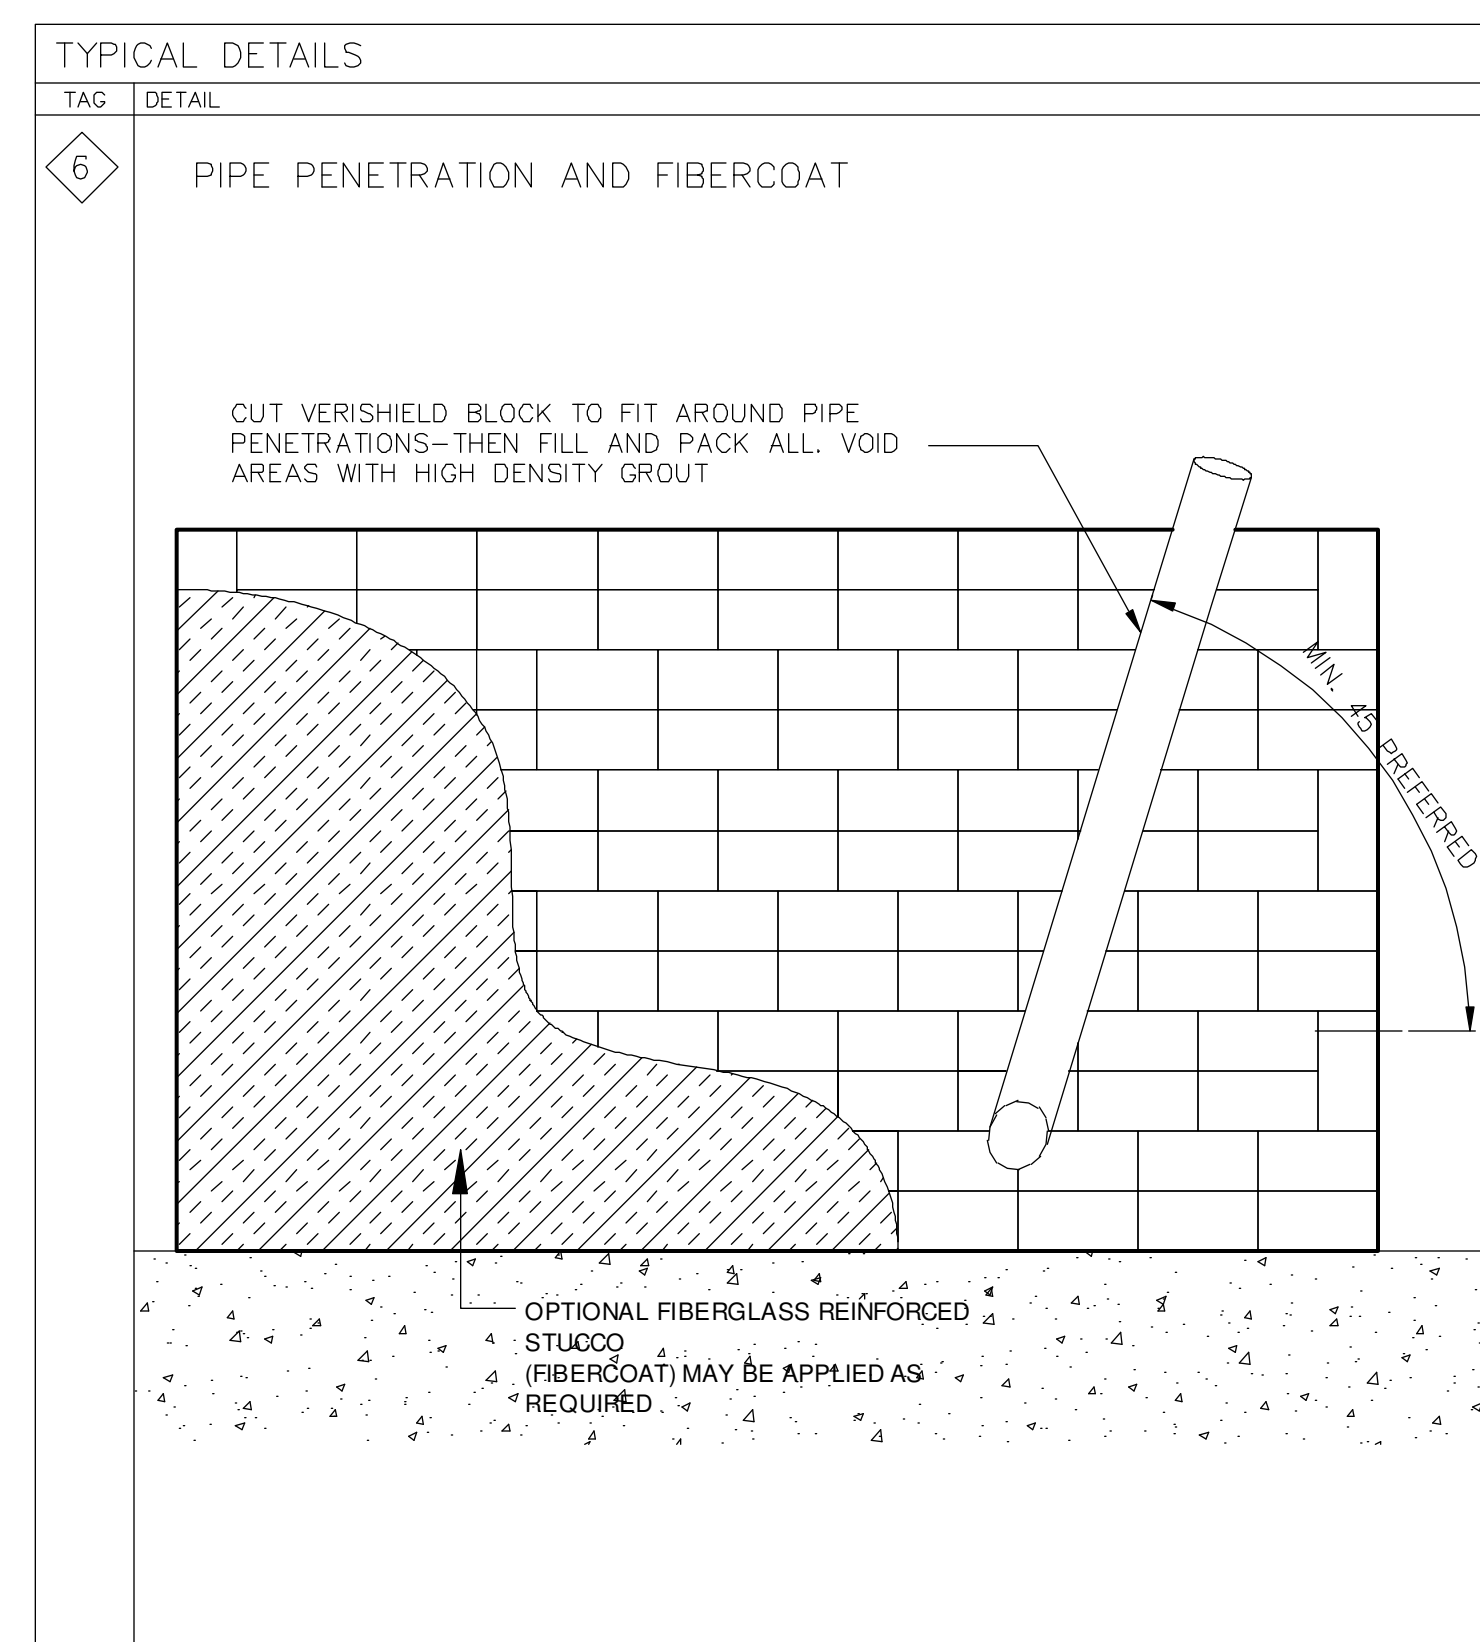 TYPICAL DETAILS
TAG DETAIL
6 PIPE PENETRATION AND FIBERCOAT
CUT VERISHIELD BLOCK TO FIT AROUND PIPE
PENETRATIONS-THEN FILL AND PACK ALL. VOID
AREAS WITH HIGH DENSITY GROUT
MIN. 45 PREFERRED
OPTIONAL FIBERGLASS REINFORCED
STUCCO
(FIBERCOAT) MAY BE APPLIED AS
REQUIRED